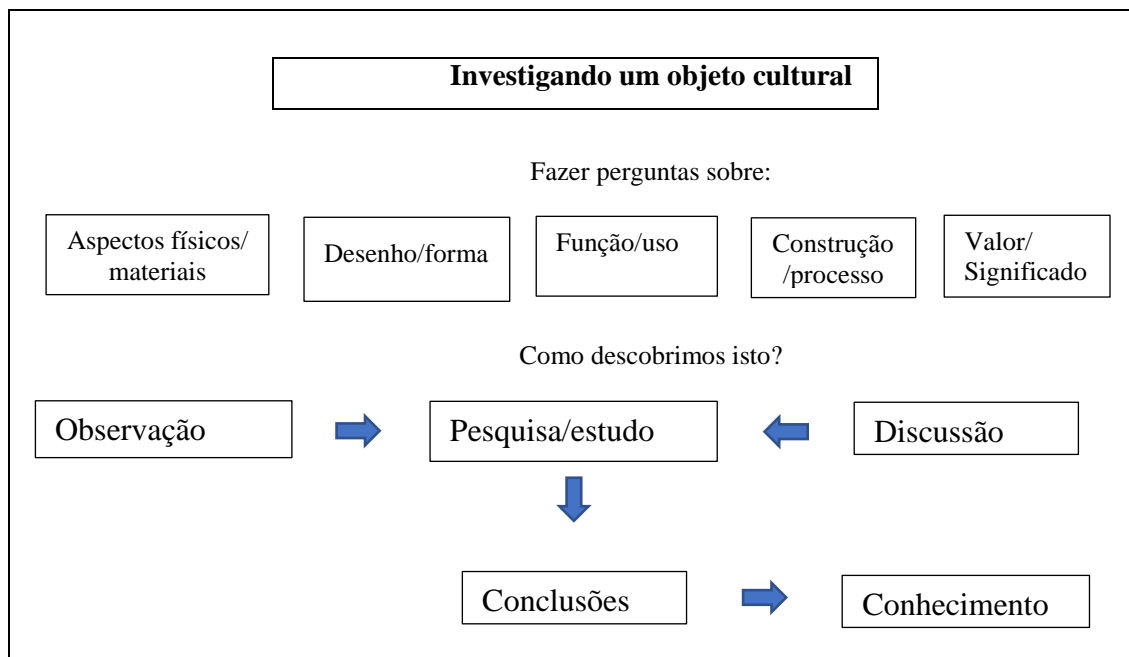 Investigando um objeto cultural
Fazer perguntas sobre:
Aspectos físicos/
materiais
Desenho/forma
Função/uso
Construção
/processo
Valor/
Significado
Como descobrimos isto?
Observação
Pesquisa/estudo
Discussão
Conclusões
Conhecimento